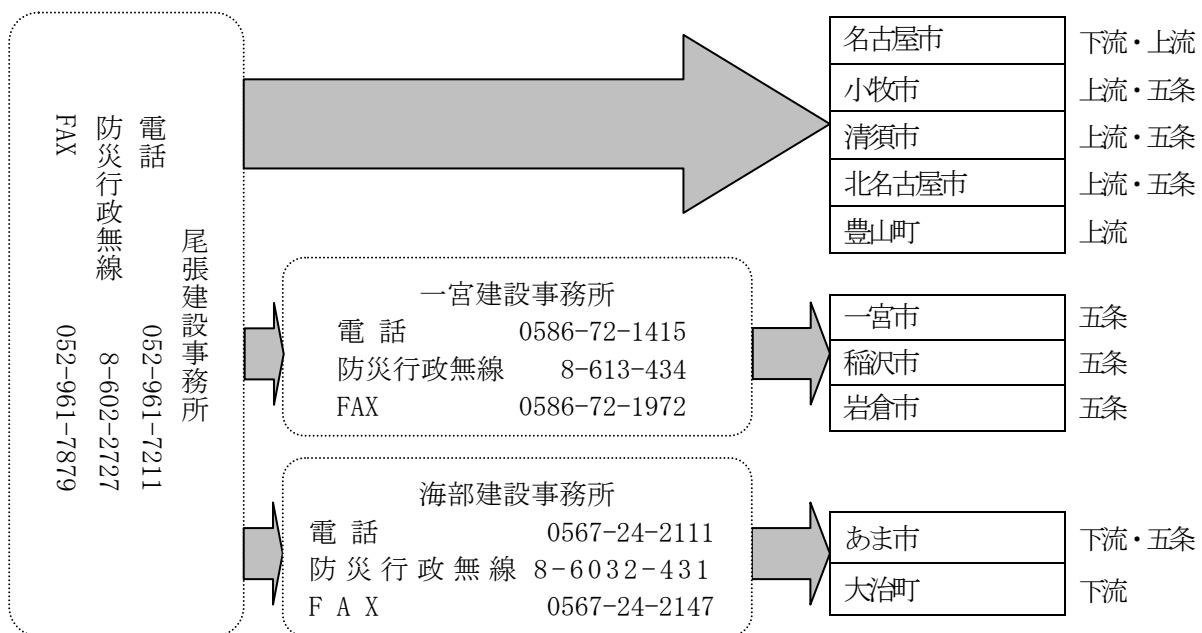 尾張建設事務所
電話 052-961-7211
防災行政無線 8-602-2727
FAX 052-961-7879
名古屋市 下流・上流
小牧市 上流・五条
清須市 上流・五条
北名古屋市 上流・五条
豊山町 上流
一宮建設事務所
電 話 0586-72-1415
防災行政無線 8-613-434
FAX 0586-72-1972
一宮市 五条
稲沢市 五条
岩倉市 五条
海部建設事務所
電 話 0567-24-2111
防 災 行 政 無 線 8-6032-431
F A X 0567-24-2147
あま市 下流・五条
大治町 下流